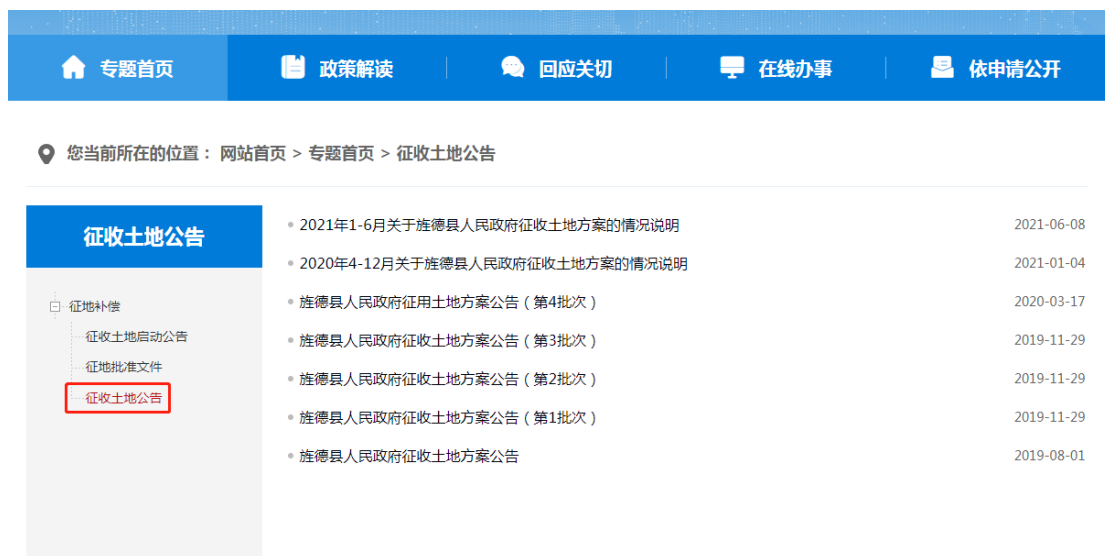 专题首页
政策解读
回应关切
在线办事
依申请公开
您当前所在的位置： 网站首页 > 专题首页 > 征收土地公告
征收土地公告
征地补偿
征收土地启动公告
征地批准文件
征收土地公告
2021年1-6月关于旌德县人民政府征收土地方案的情况说明 2021-06-08
2020年4-12月关于旌德县人民政府征收土地方案的情况说明 2021-01-04
旌德县人民政府征用土地方案公告（第4批次） 2020-03-17
旌德县人民政府征收土地方案公告（第3批次） 2019-11-29
旌德县人民政府征收土地方案公告（第2批次） 2019-11-29
旌德县人民政府征收土地方案公告（第1批次） 2019-11-29
旌德县人民政府征收土地方案公告 2019-08-01